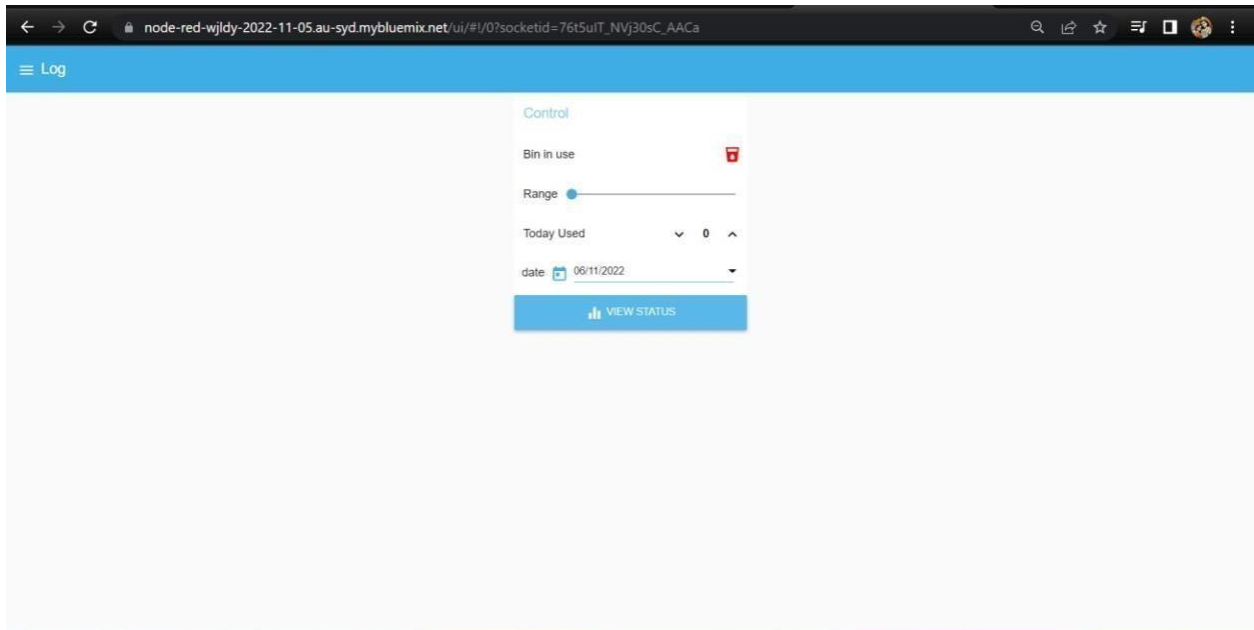 node-red-wjldy-2022-11-05.au-syd.mybluemix.net/ui/#!/0?socketid=76t5uIT_NVj30sC_AACa
Log
Control
Bin in use
Range
Today Used 0
date 06/11/2022
VIEW STATUS